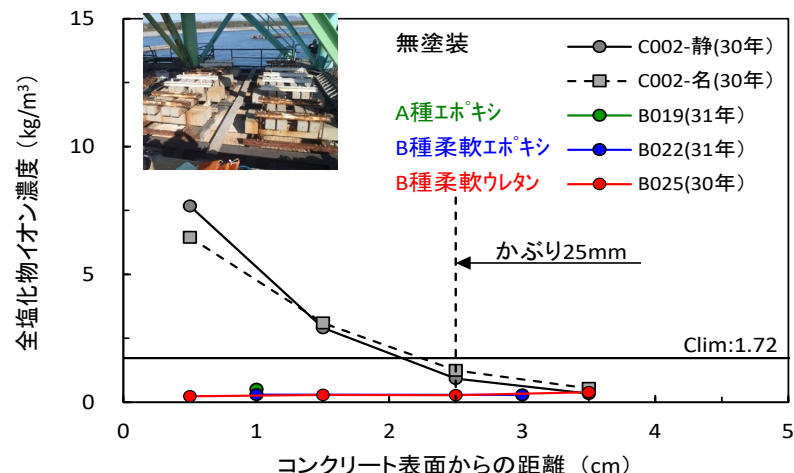 全塩化物イオン濃度（kg/m³）
15
10
5
0
無塗装
A種エポキシ
B種柔軟エポキシ
B種柔軟ウレタン
C002-静(30年)
C002-名(30年)
B019(31年)
B022(31年)
B025(30年)
かぶり25mm
Clim:1.72
0 1 2 3 4 5
コンクリート表面からの距離（cm）